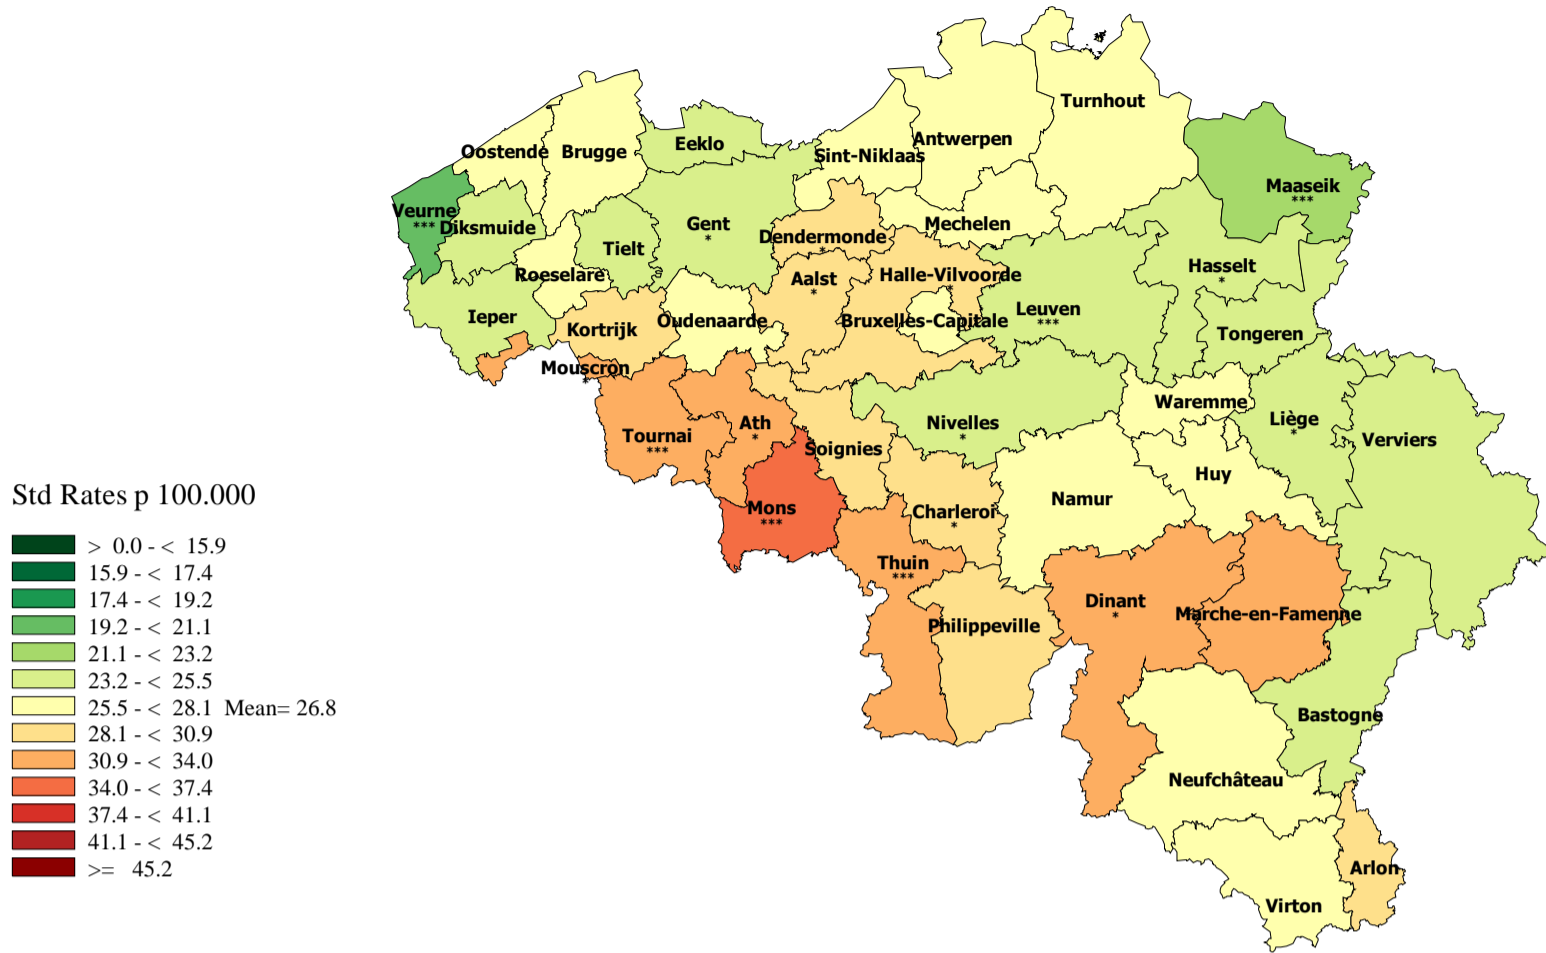 Turnhout
Antwerpen
Eeklo
Oostende
Brugge
Sint-Niklaas
Maaseik
***
Veurne
***
Diksmuide
Gent
*
Mechelen
Dendermonde
*
Tielt
Hasselt
*
Roeselare
Aalst
*
Halle-Vilvoorde
*
Leuven
***
Ieper
Kortrijk
Oudenaarde
Bruxelles-Capitale
Tongeren
Mouscron
*
Waremme
Nivelles
*
Ath
*
Liège
*
Tournai
***
Verviers
Soignies
Huy
Std Rates p 100.000
Namur
Mons
***
Charleroi
*
> 0.0 - < 15.9
15.9 - < 17.4
17.4 - < 19.2
19.2 - < 21.1
21.1 - < 23.2
23.2 - < 25.5
25.5 - < 28.1 Mean= 26.8
28.1 - < 30.9
30.9 - < 34.0
34.0 - < 37.4
37.4 - < 41.1
41.1 - < 45.2
>= 45.2
Thuin
***
Dinant
*
Marche-en-Famenne
Philippeville
Bastogne
Neufchâteau
Arlon
Virton